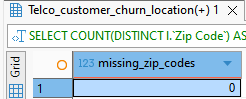 Telco_customer_churn_location(+) 1
SELECT COUNT(DISTINCT l.`Zip Code`) AS
Grid
123 missing_zip_codes
1
0